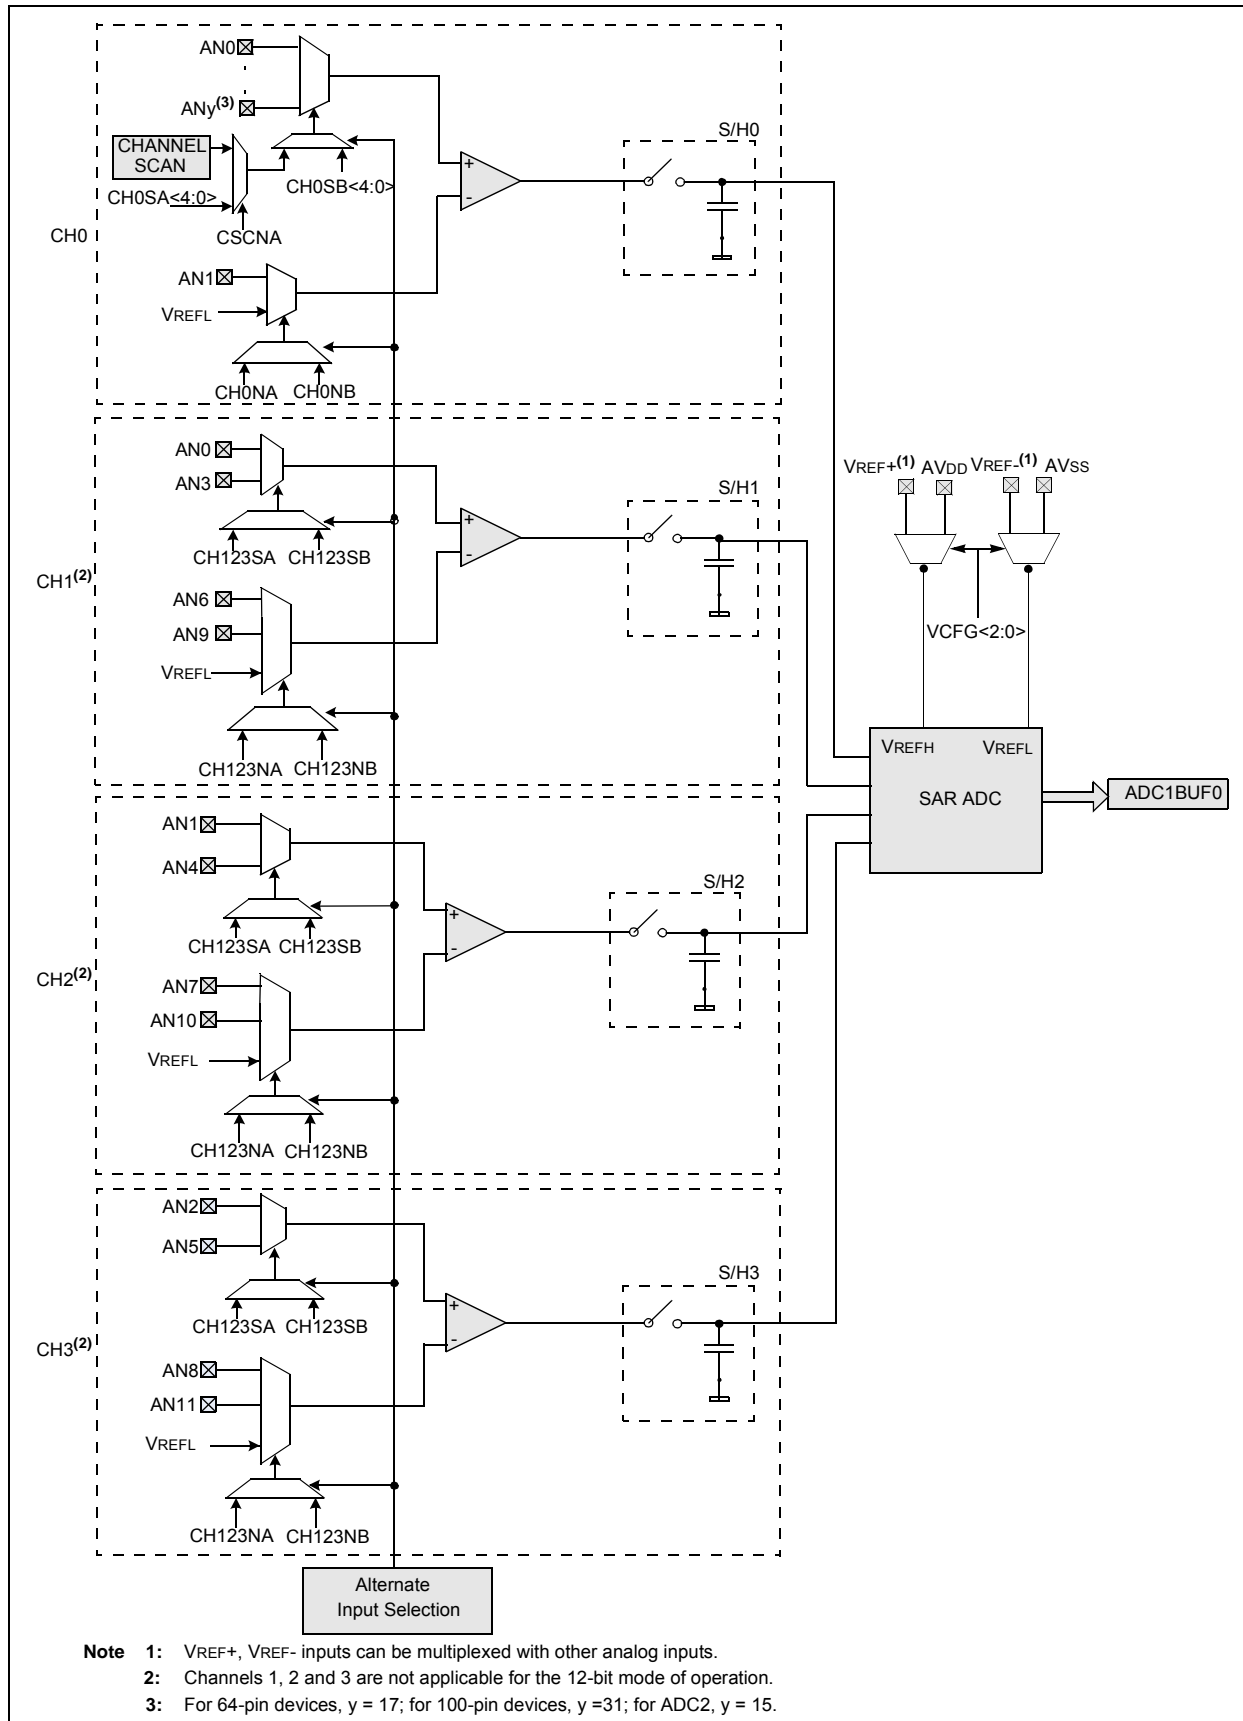 AN0
ANy(3)
CHANNEL
SCAN
CH0SA<4:0>
CH0SB<4:0>
CSCNA
CH0
AN1
VREFL
CH0NA CH0NB
+
-
S/H0
AN0
AN3
CH123SA CH123SB
CH1(2)
AN6
AN9
VREFL
CH123NA CH123NB
+
-
S/H1
VREF+(1) AVDD VREF-(1) AVSS
VCFG<2:0>
VREFH VREFL
SAR ADC
ADC1BUF0
AN1
AN4
CH123SA CH123SB
CH2(2)
AN7
AN10
VREFL
CH123NA CH123NB
+
-
S/H2
AN2
AN5
CH123SA CH123SB
CH3(2)
AN8
AN11
VREFL
CH123NA CH123NB
+
-
S/H3
Alternate
Input Selection
Note 1: VREF+, VREF- inputs can be multiplexed with other analog inputs.
2: Channels 1, 2 and 3 are not applicable for the 12-bit mode of operation.
3: For 64-pin devices, y = 17; for 100-pin devices, y =31; for ADC2, y = 15.